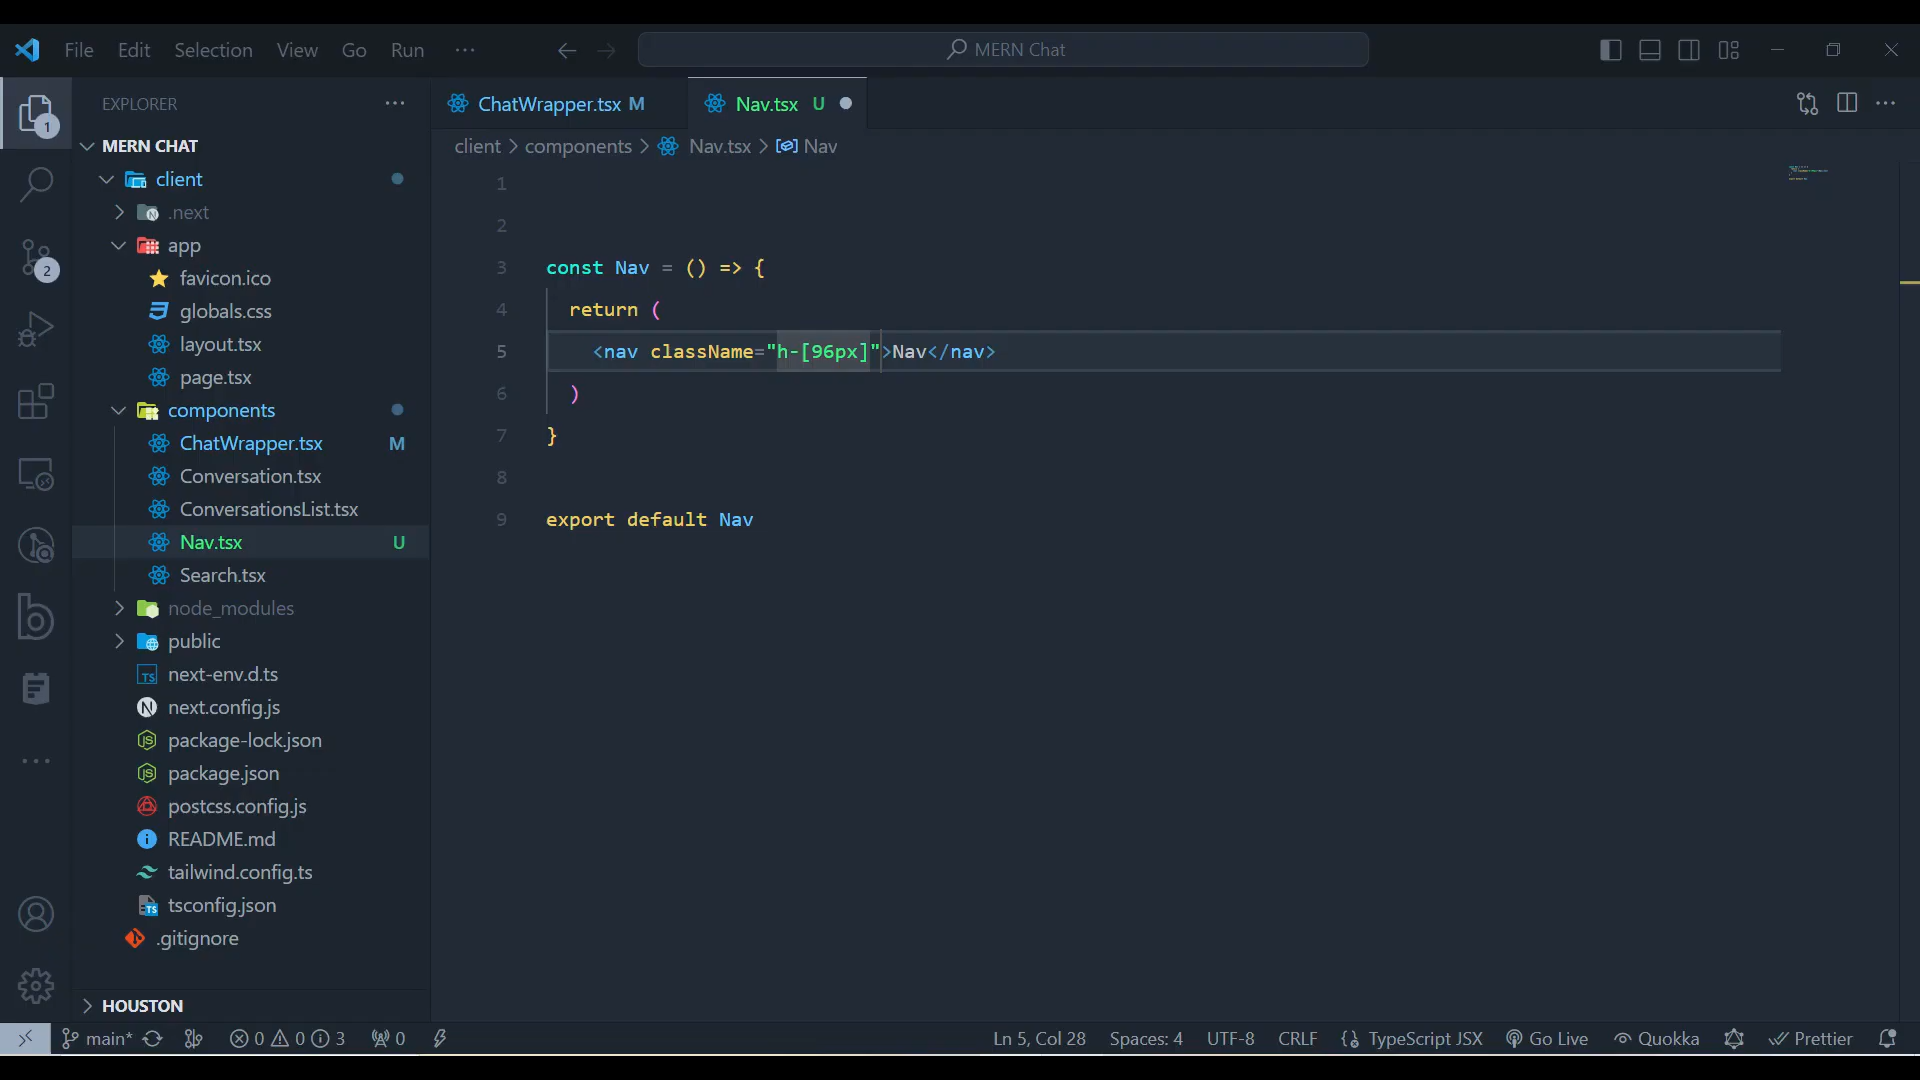 File Edit Selection View Go Run ··· MERN Chat
EXPLORER ···
MERN CHAT
client
.next
app
favicon.ico
globals.css
layout.tsx
page.tsx
components
ChatWrapper.tsx M
Conversation.tsx
ConversationsList.tsx
Nav.tsx U
Search.tsx
node_modules
public
next-env.d.ts
next.config.js
package-lock.json
package.json
postcss.config.js
README.md
tailwind.config.ts
tsconfig.json
.gitignore
HOUSTON
1
2
ChatWrapper.tsx M Nav.tsx U
client > components > Nav.tsx > Nav
1
2
3 const Nav = () => {
4 return (
5 <nav className="h-[96px]">Nav</nav>
6 )
7 }
8
9 export default Nav
main* 0 0 3 0 Ln 5, Col 28 Spaces: 4 UTF-8 CRLF TypeScript JSX Go Live Quokka Prettier